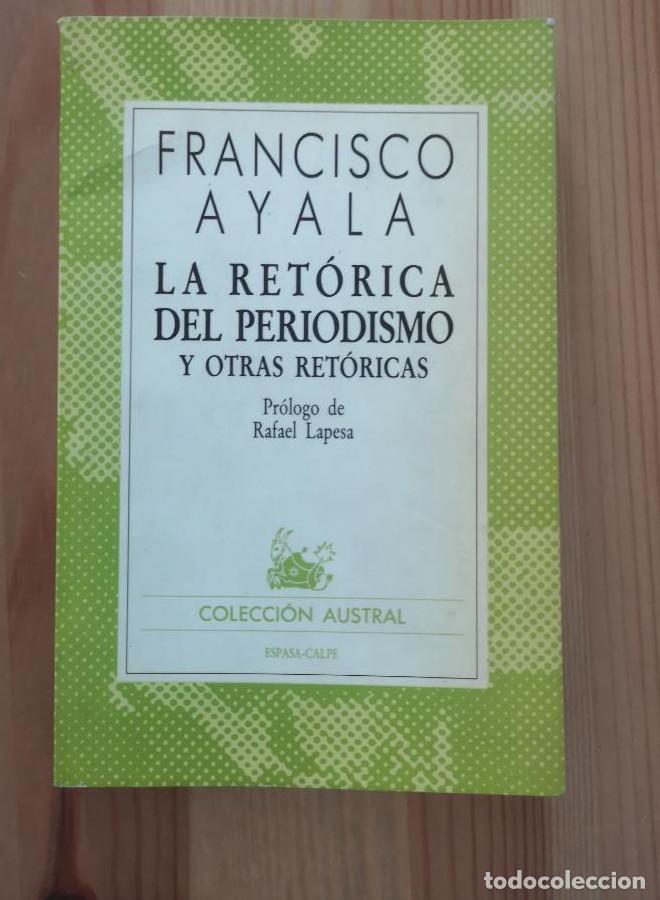 FRANCISCO
AYALA
LA RETÓRICA
DEL PERIODISMO
Y OTRAS RETÓRICAS
Prólogo de
Rafael Lapesa
COLECCIÓN AUSTRAL
ESPASA-CALPE
todocoleccion